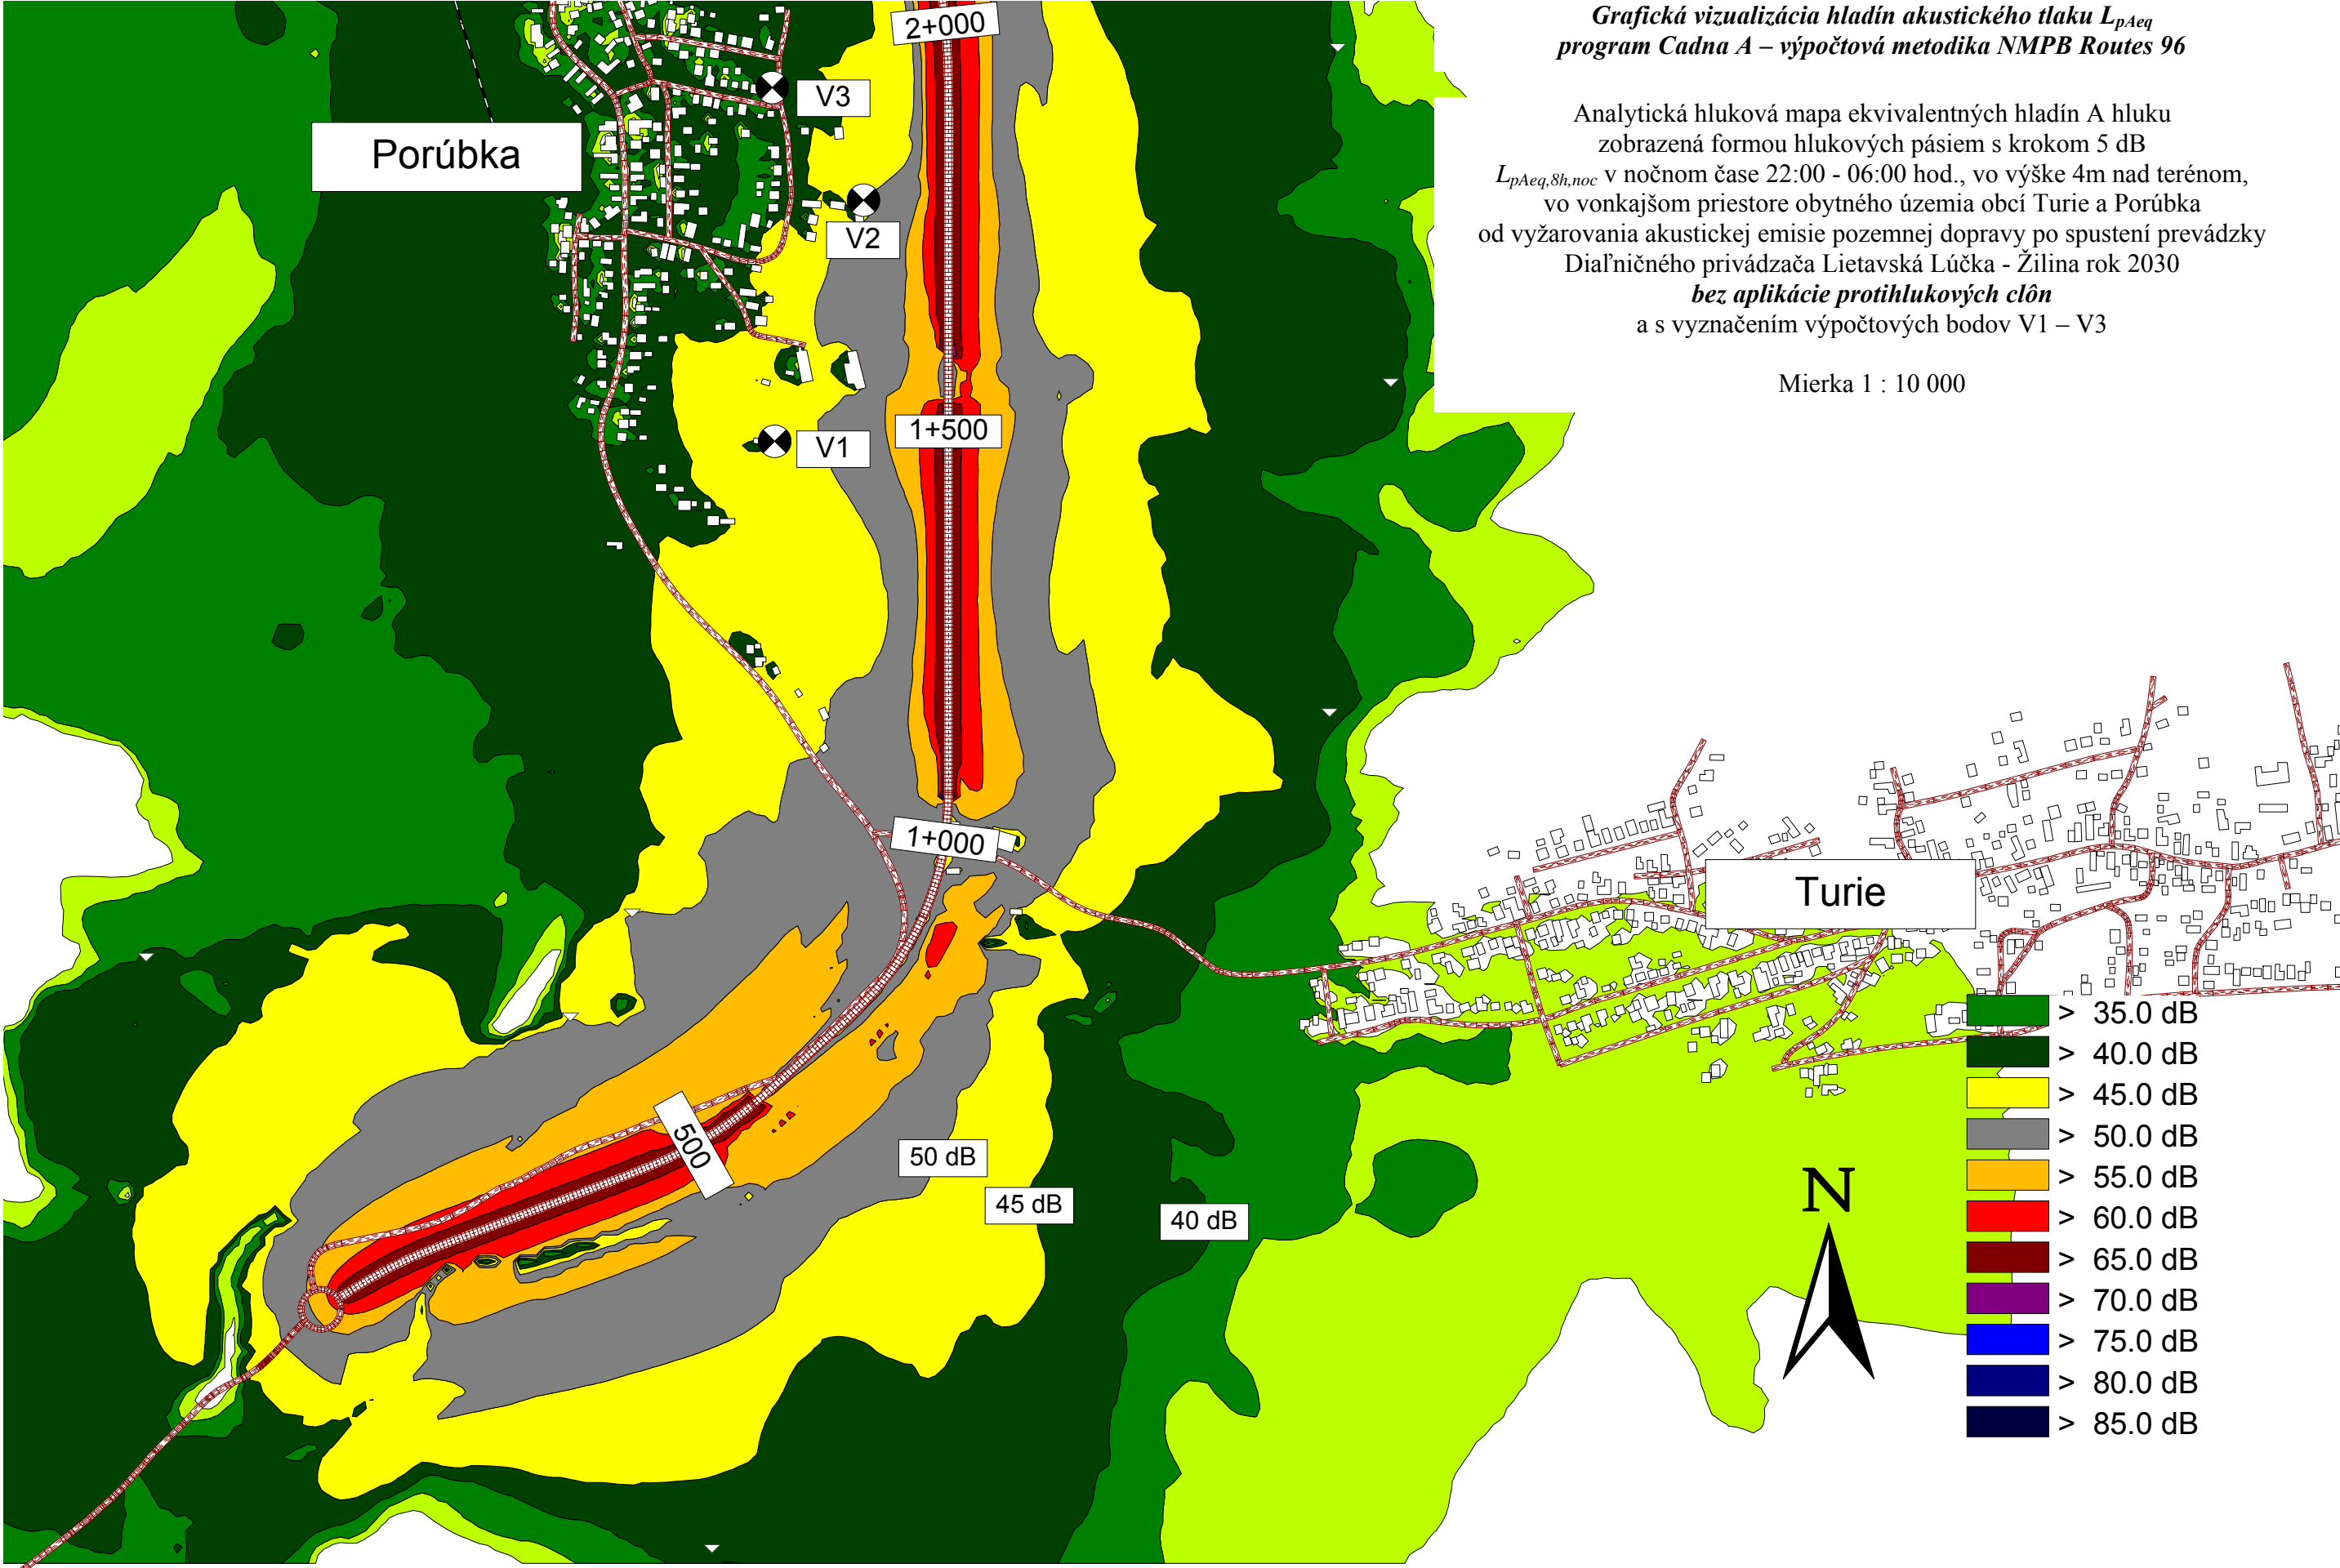 Grafická vizualizácia hladín akustického tlaku LpAeq
program Cadna A – výpočtová metodika NMPB Routes 96
Analytická hluková mapa ekvivalentných hladín A hluku
zobrazená formou hlukových pásiem s krokom 5 dB
LpAeq,8h,noc v nočnom čase 22:00 - 06:00 hod., vo výške 4m nad terénom,
vo vonkajšom priestore obytného územia obcí Turie a Porúbka
od vyžarovania akustickej emisie pozemnej dopravy po spustení prevádzky
Diaľničného privádzača Lietavská Lúčka - Žilina rok 2030
bez aplikácie protihlukových clôn
a s vyznačením výpočtových bodov V1 – V3
Mierka 1 : 10 000
2+000
V3
Porúbka
V2
1+500
V1
1+000
Turie
500
50 dB
45 dB
40 dB
N
> 35.0 dB
> 40.0 dB
> 45.0 dB
> 50.0 dB
> 55.0 dB
> 60.0 dB
> 65.0 dB
> 70.0 dB
> 75.0 dB
> 80.0 dB
> 85.0 dB